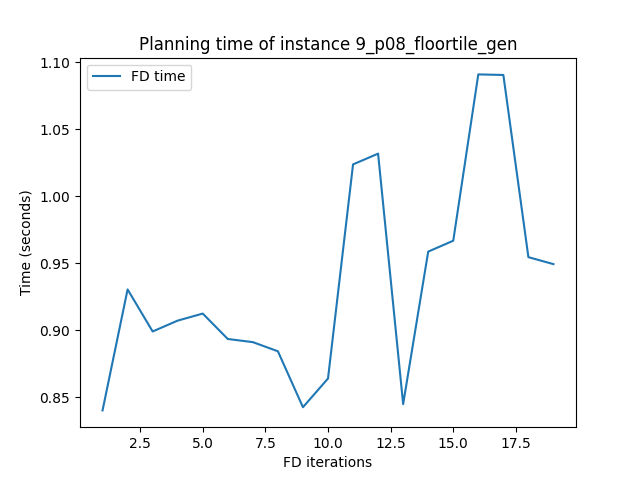 Planning time of instance 9_p08_floortile_gen
FD time
Time (seconds)
1.10
1.05
1.00
0.95
0.90
0.85
2.5 5.0 7.5 10.0 12.5 15.0 17.5
FD iterations